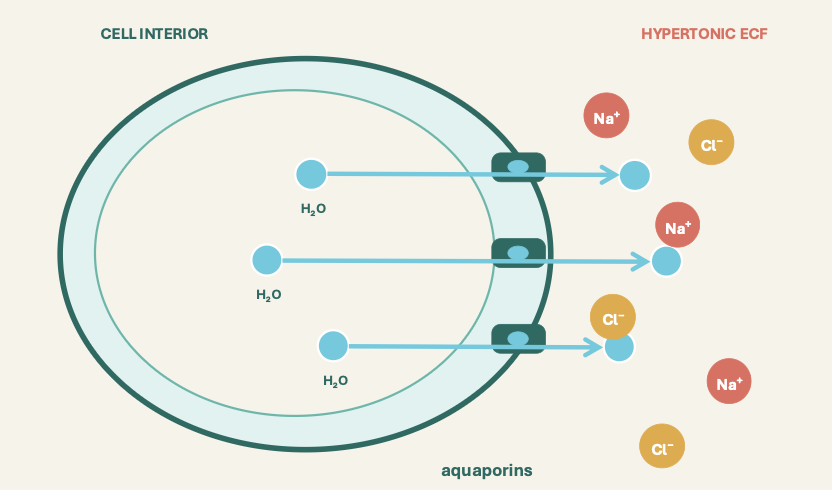 CELL INTERIOR
HYPERTONIC ECF
Na⁺
Cl⁻
H₂O
Na⁺
H₂O
Cl⁻
H₂O
Na⁺
Cl⁻
aquaporins